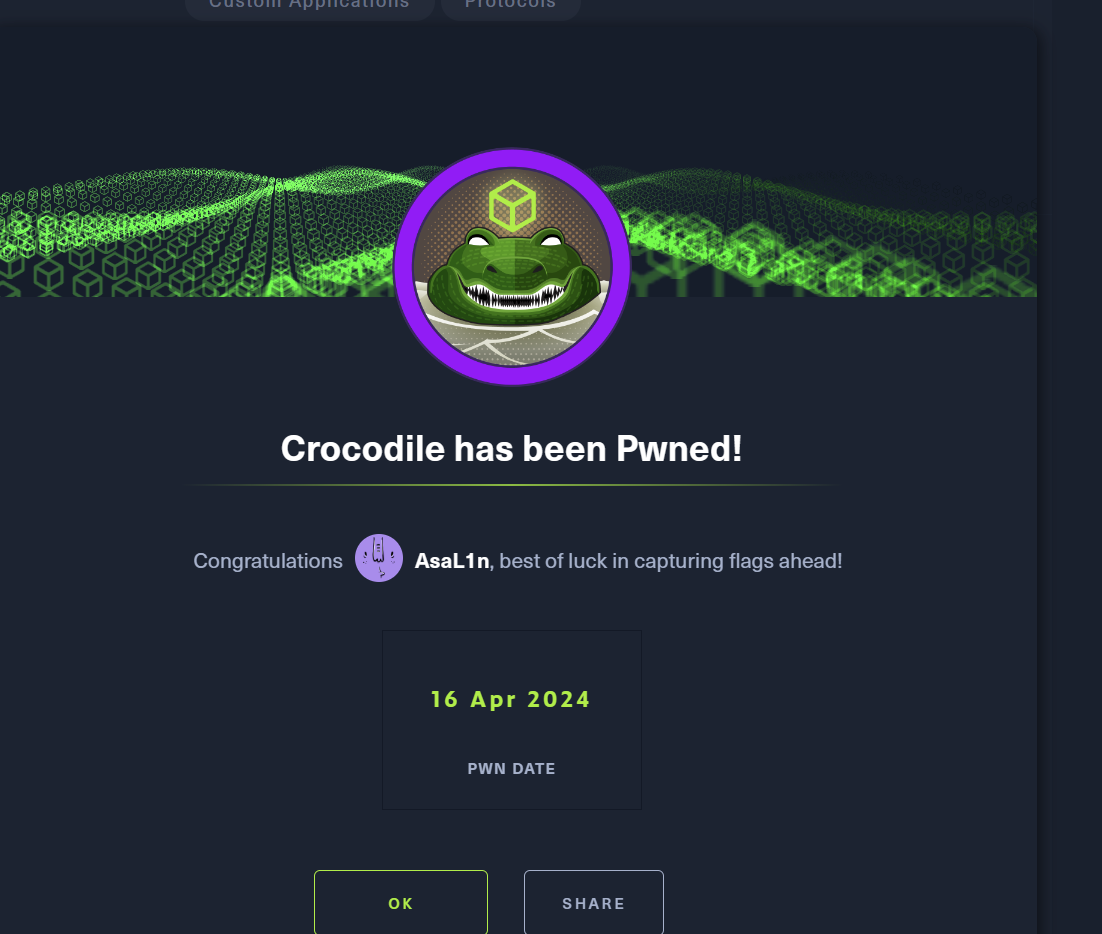 Custom Applications Protocols
Crocodile has been Pwned!
Congratulations AsaL1n, best of luck in capturing flags ahead!
16 Apr 2024
PWN DATE
OK SHARE